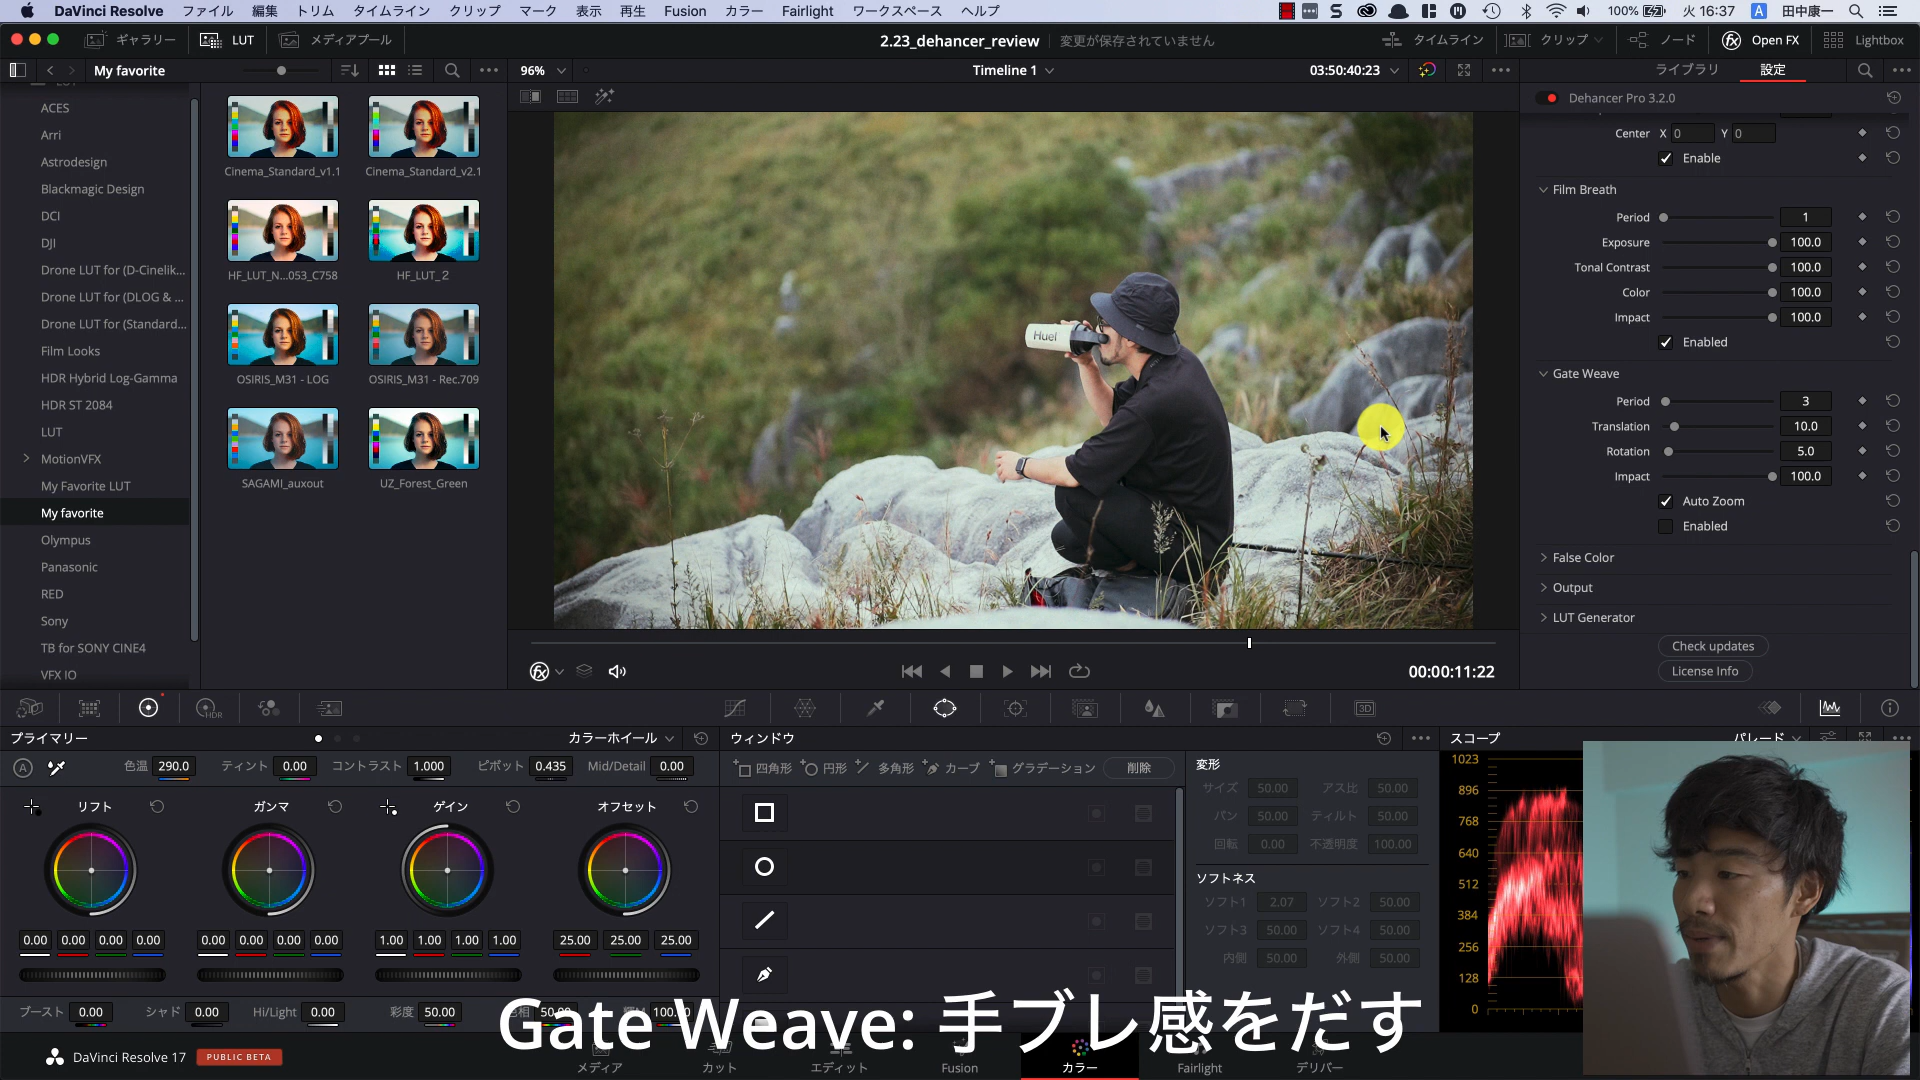 DaVinci Resolve ファイル 編集 トリム タイムライン クリップ マーク 表示 再生 Fusion カラー Fairlight ワークスペース ヘルプ 100% 火 16:37 A 田中康一
ギャラリー LUT メディアプール 2.23_dehancer_review 変更が保存されていません タイムライン クリップ ノード Open FX Lightbox
My favorite 96% Timeline 1 03:50:40:23 ライブラリ 設定
LUT
ACES
Arri
Astrodesign
Blackmagic Design
DCI
DJI
Drone LUT for (D-Cinelik...
Drone LUT for (DLOG & ...
Drone LUT for (Standard...
Film Looks
HDR Hybrid Log-Gamma
HDR ST 2084
LUT
MotionVFX
My Favorite LUT
My favorite
Olympus
Panasonic
RED
Sony
TB for SONY CINE4
VFX IO
Cinema_Standard_v1.1 Cinema_Standard_v2.1
HF_LUT_N...053_C758 HF_LUT_2
OSIRIS_M31 - LOG OSIRIS_M31 - Rec.709
SAGAMI_auxout UZ_Forest_Green
Huel
00:00:11:22
Dehancer Pro 3.2.0
Center X 0 Y 0
Enable
Film Breath
Period 1
Exposure 100.0
Tonal Contrast 100.0
Color 100.0
Impact 100.0
Enabled
Gate Weave
Period 3
Translation 10.0
Rotation 5.0
Impact 100.0
Auto Zoom
Enabled
False Color
Output
LUT Generator
Check updates
License Info
HDR 3D
プライマリー カラーホイール
A 色温 290.0 ティント 0.00 コントラスト 1.000 ピボット 0.435 Mid/Detail 0.00
リフト ガンマ ゲイン オフセット
0.00 0.00 0.00 0.00 0.00 0.00 0.00 0.00 1.00 1.00 1.00 1.00 25.00 25.00 25.00
ブースト 0.00 シャド 0.00 Hi/Light 0.00 彩度 50.00 色相 50.00 100.00
ウィンドウ
四角形 円形 多角形 カーブ グラデーション 削除
変形
サイズ 50.00 アス比 50.00
パン 50.00 ティルト 50.00
回転 0.00 不透明度 100.00
ソフトネス
ソフト1 2.07 ソフト2 50.00
ソフト3 50.00 ソフト4 50.00
内側 50.00 外側 50.00
スコープ パレード
1023
896
768
640
512
384
256
128
0
Gate Weave: 手ブレ感をだす
DaVinci Resolve 17 PUBLIC BETA
メディア カット エディット Fusion カラー Fairlight デリバー